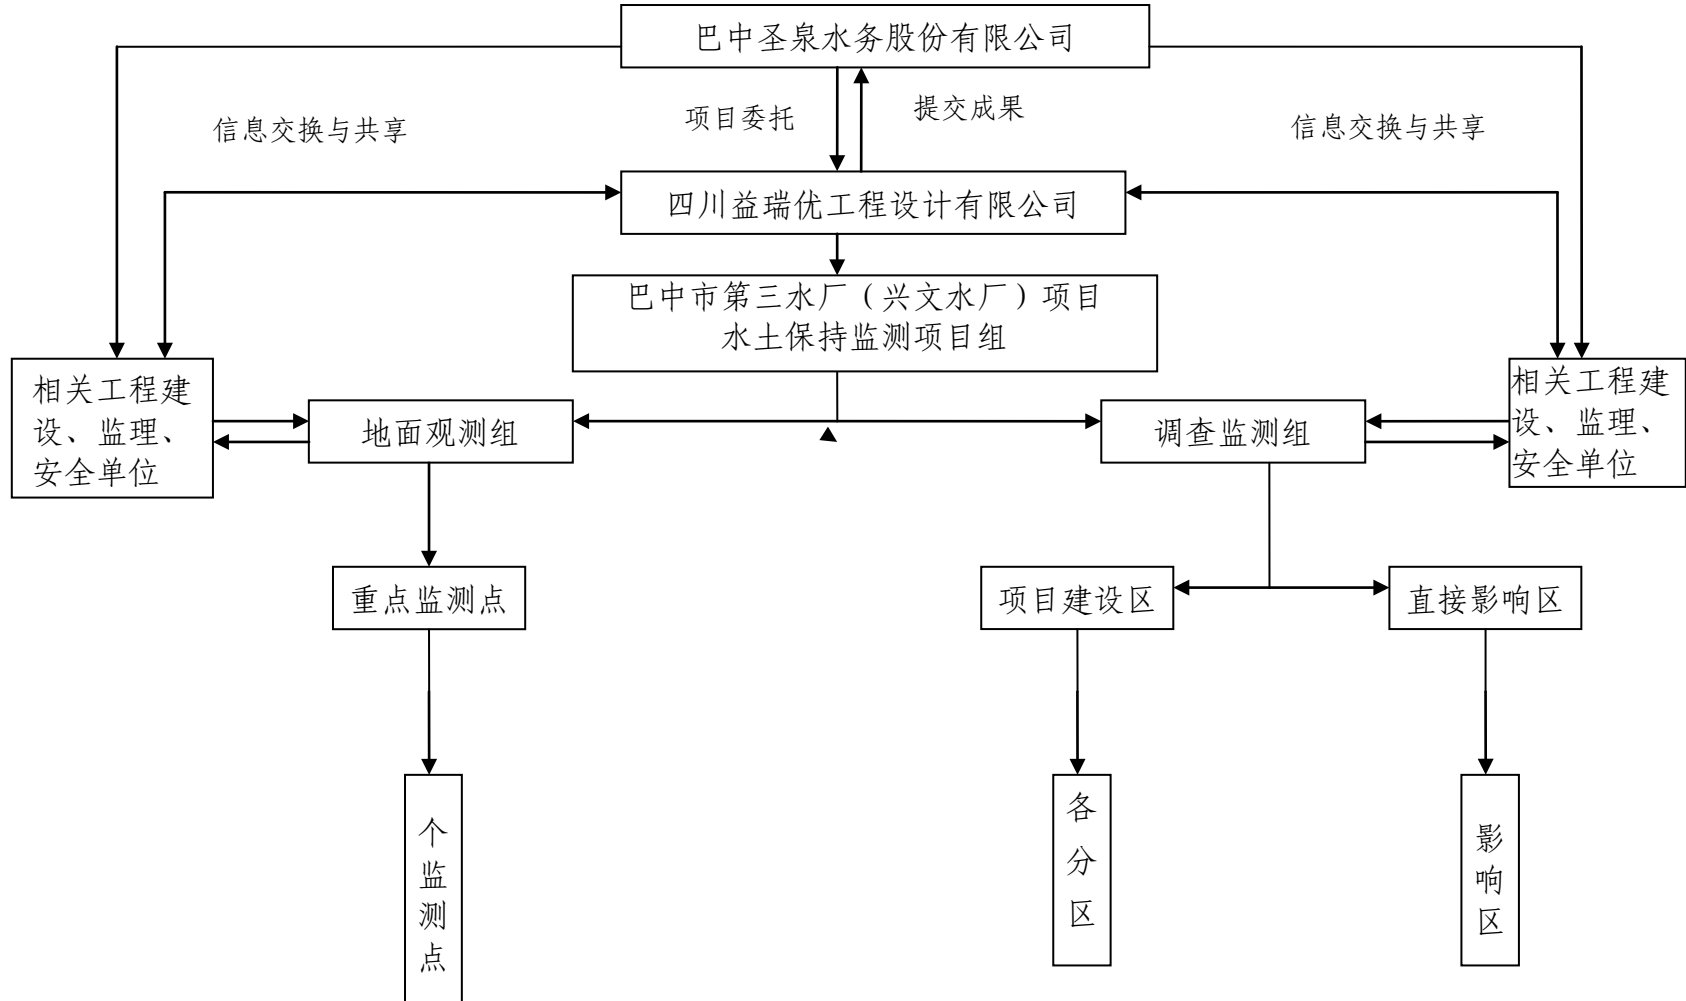 巴中圣泉水务股份有限公司
信息交换与共享
项目委托
提交成果
信息交换与共享
四川益瑞优工程设计有限公司
巴中市第三水厂（兴文水厂）项目
水土保持监测项目组
相关工程建
设、监理、
安全单位
地面观测组
调查监测组
相关工程建
设、监理、
安全单位
重点监测点
项目建设区
直接影响区
个监测点
各分区
影响区